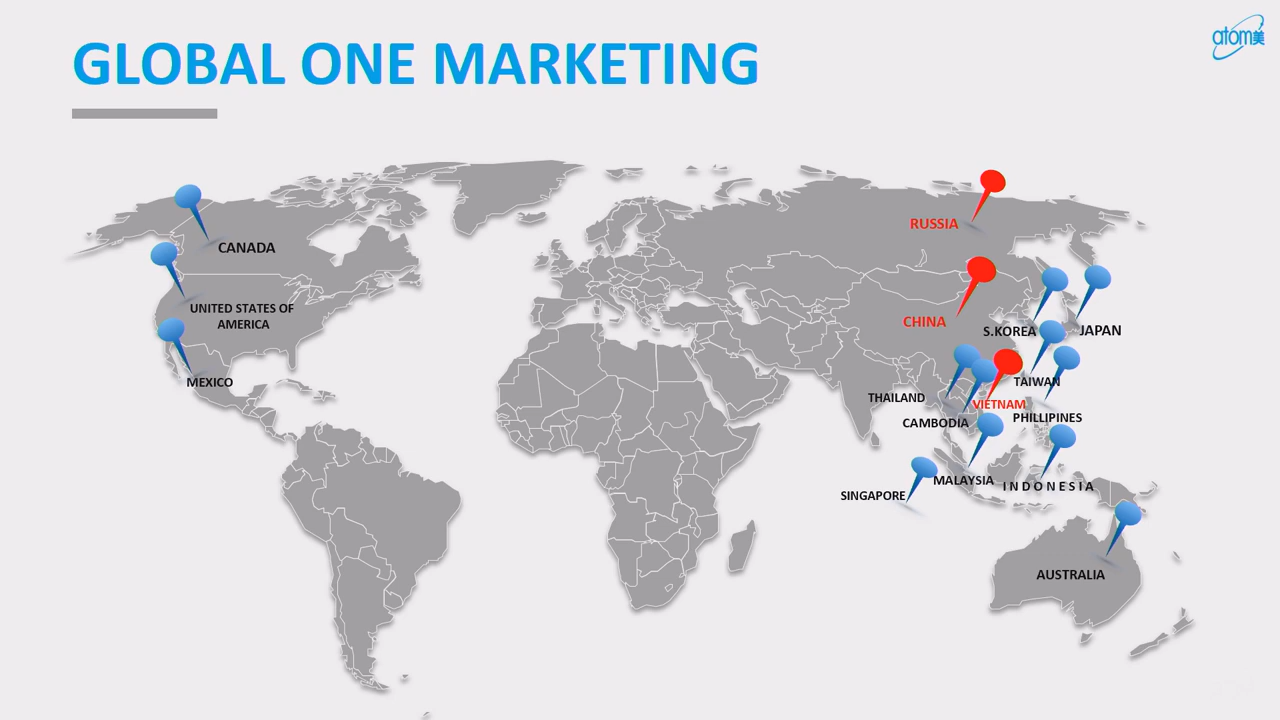 GLOBAL ONE MARKETING
atom美
RUSSIA
CANADA
CHINA
UNITED STATES OF
AMERICA
S.KOREA
JAPAN
MEXICO
TAIWAN
THAILAND
VIETNAM
CAMBODIA
PHILLIPINES
MALAYSIA
INDONESIA
SINGAPORE
AUSTRALIA